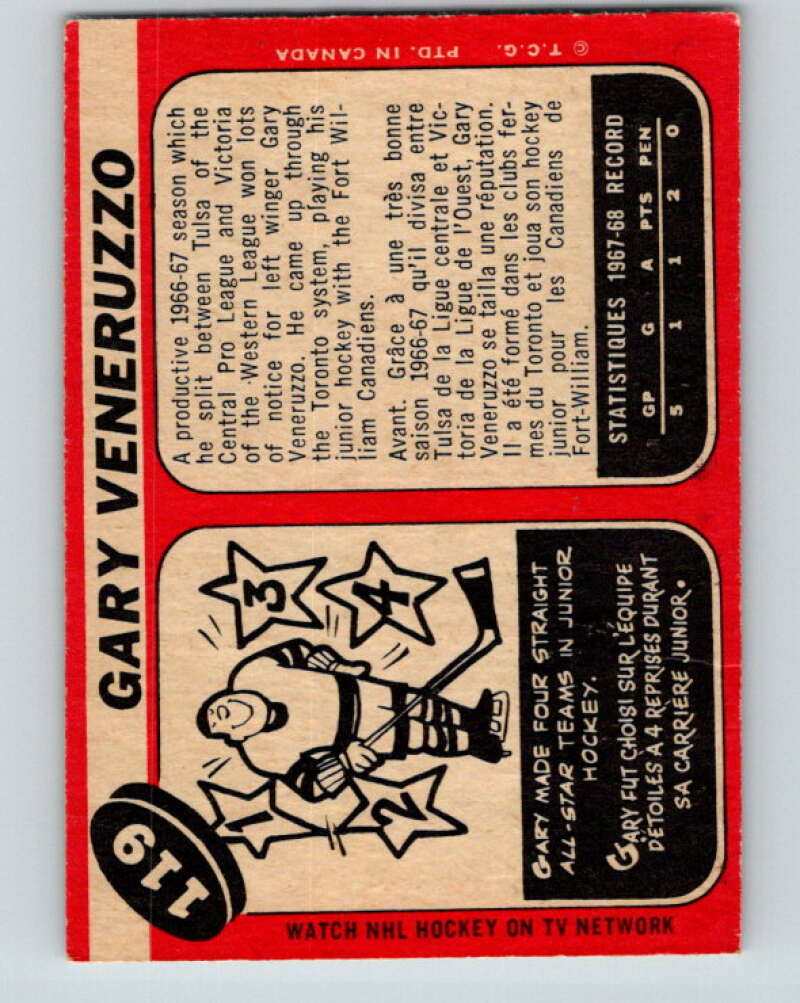 119
GARY VENERUZZO
1
2
3
4
GARY MADE FOUR STRAIGHT
ALL-STAR TEAMS IN JUNIOR
HOCKEY.
GARY FUT CHOISI SUR L'ÉQUIPE
D'ÉTOILES A 4 REPRISES DURANT
SA CARRIÈRE JUNIOR.
A productive 1966-67 season which
he split between Tulsa of the
Central Pro League and Victoria
of the Western League won lots
of notice for left winger Gary
Veneruzzo. He came up through
the Toronto system, playing his
junior hockey with the Fort Wil-
liam Canadiens.
Avant. Grâce à une très bonne
saison 1966-67 qu'il divisa entre
Tulsa de la Ligue centrale et Vic-
toria de la Ligue de l'Ouest, Gary
Veneruzzo se tailla une réputation.
Il a été formé dans les clubs fer-
mes du Toronto et joua son hockey
junior pour les Canadiens de
Fort-William.
STATISTIQUES 1967-68 RECORD
GP G A PTS PEN
5 1 1 2 0
WATCH NHL HOCKEY ON TV NETWORK
© T.C.G. PTD. IN CANADA